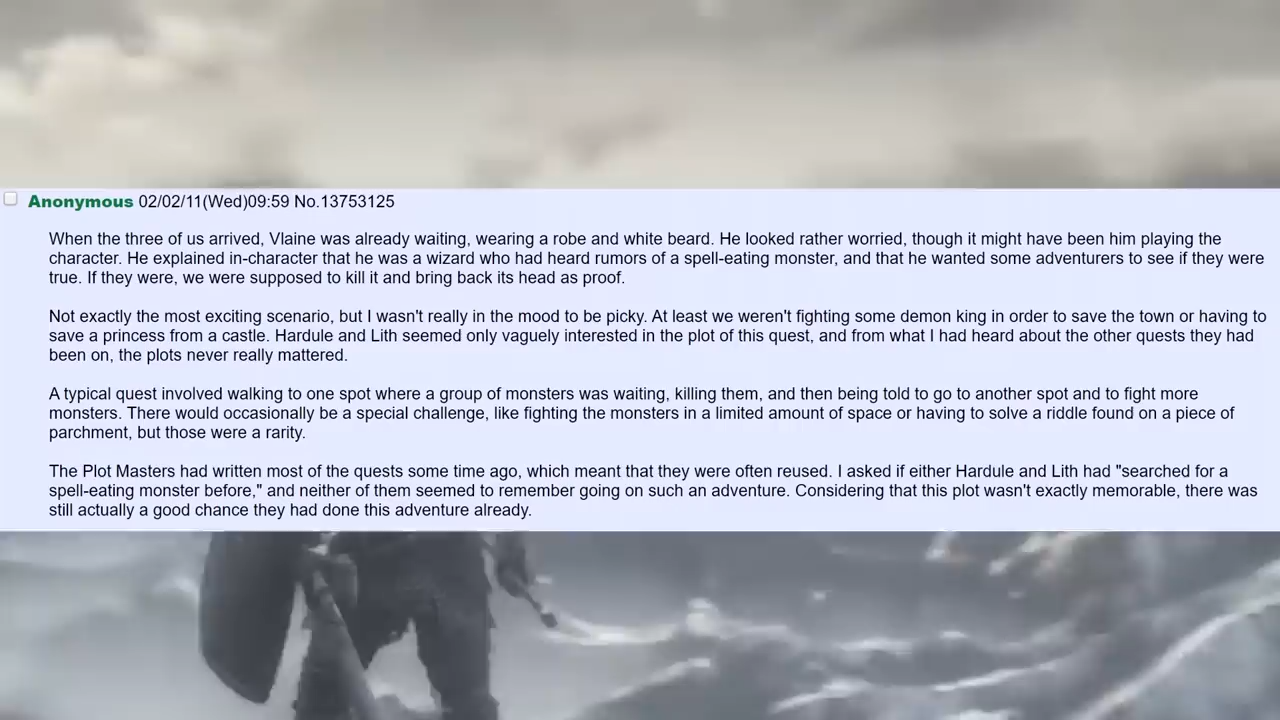 Anonymous 02/02/11(Wed)09:59 No.13753125
When the three of us arrived, Vlaine was already waiting, wearing a robe and white beard. He looked rather worried, though it might have been him playing the
character. He explained in-character that he was a wizard who had heard rumors of a spell-eating monster, and that he wanted some adventurers to see if they were
true. If they were, we were supposed to kill it and bring back its head as proof.
Not exactly the most exciting scenario, but I wasn't really in the mood to be picky. At least we weren't fighting some demon king in order to save the town or having to
save a princess from a castle. Hardule and Lith seemed only vaguely interested in the plot of this quest, and from what I had heard about the other quests they had
been on, the plots never really mattered.
A typical quest involved walking to one spot where a group of monsters was waiting, killing them, and then being told to go to another spot and to fight more
monsters. There would occasionally be a special challenge, like fighting the monsters in a limited amount of space or having to solve a riddle found on a piece of
parchment, but those were a rarity.
The Plot Masters had written most of the quests some time ago, which meant that they were often reused. I asked if either Hardule and Lith had "searched for a
spell-eating monster before," and neither of them seemed to remember going on such an adventure. Considering that this plot wasn't exactly memorable, there was
still actually a good chance they had done this adventure already.